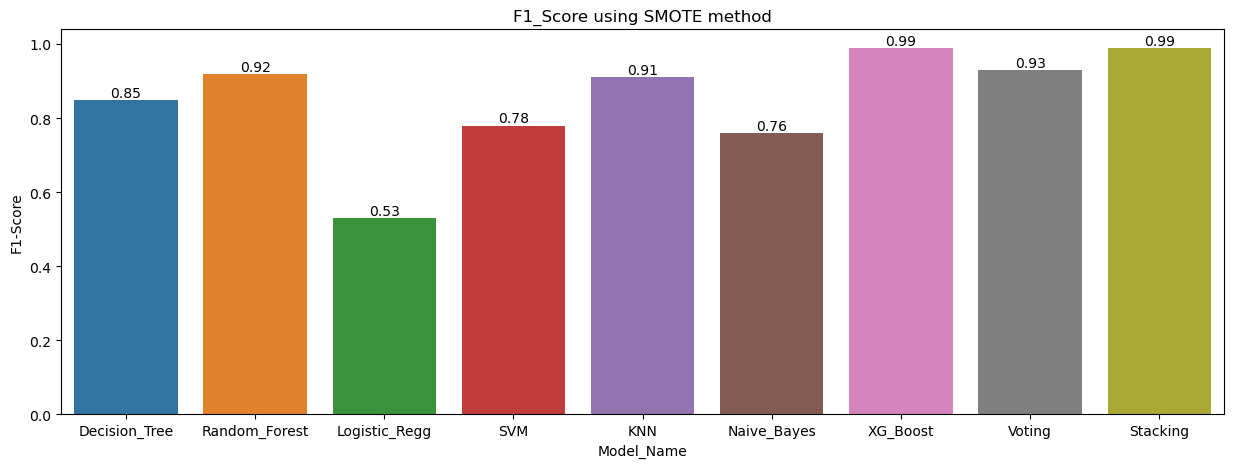 F1_Score using SMOTE method
F1-Score
1.0
0.8
0.6
0.4
0.2
0.0
0.85
0.92
0.53
0.78
0.91
0.76
0.99
0.93
0.99
Decision_Tree
Random_Forest
Logistic_Regg
SVM
KNN
Naive_Bayes
XG_Boost
Voting
Stacking
Model_Name